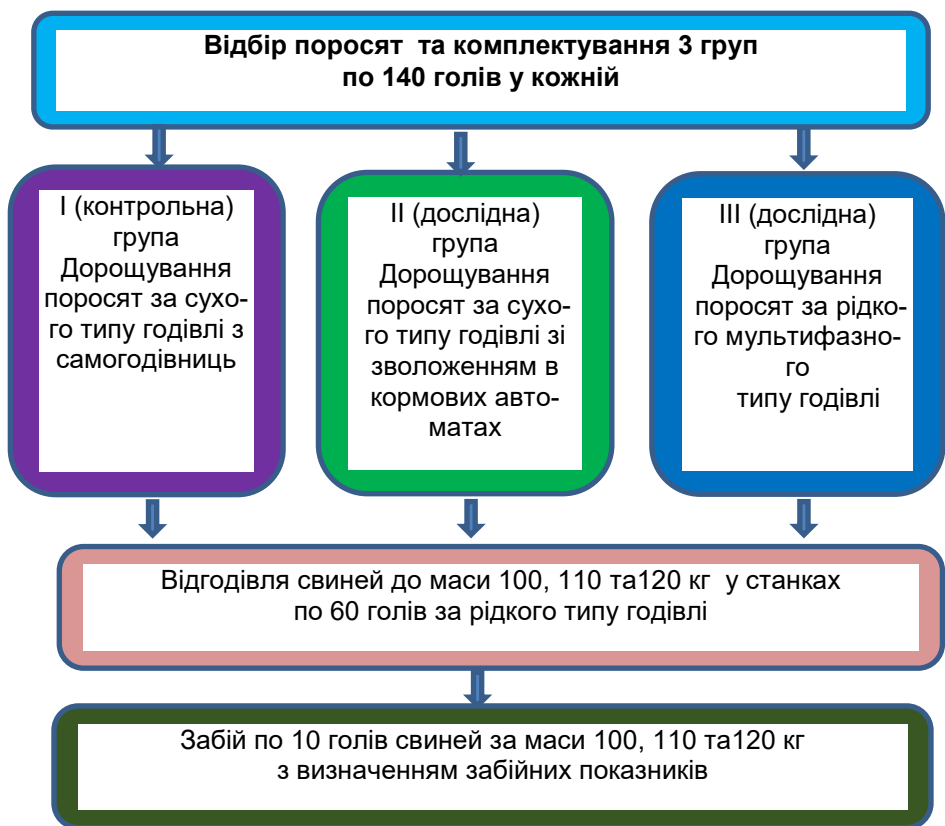 Відбір поросят та комплектування 3 груп
по 140 голів у кожній
I (контрольна)
група
Дорощування
поросят за сухо-
го типу годівлі з
самогодівниць
II (дослідна)
група
Дорощування
поросят за сухо-
го типу годівлі зі
зволоженням в
кормових авто-
матах
III (дослідна)
група
Дорощування
поросят за рідко-
го мультифазно-
го
типу годівлі
Відгодівля свиней до маси 100, 110 та120 кг у станках
по 60 голів за рідкого типу годівлі
Забій по 10 голів свиней за маси 100, 110 та120 кг
з визначенням забійних показників